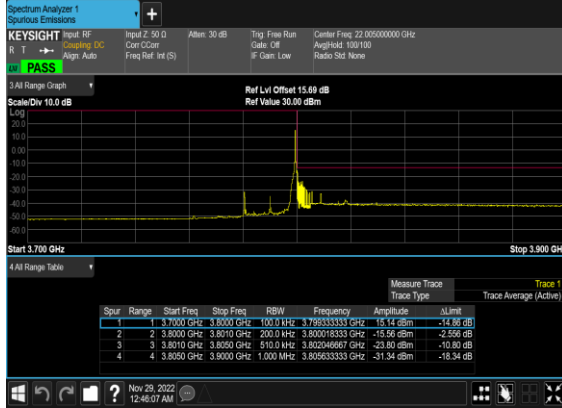 Spectrum Analyzer 1
Spurious Emissions
+
KEYSIGHT Input: RF Input Z: 50 Ω Atten: 30 dB Trig: Free Run Center Freq: 22.005000000 GHz
R T Coupling: DC Corr CCorr Gate: Off Avg|Hold: 100/100
Align: Auto Freq Ref: Int (S) IF Gain: Low Radio Std: None
PASS
3 All Range Graph
Ref Lvl Offset 15.69 dB
Scale/Div 10.0 dB Ref Value 30.00 dBm
Log
20.0
10.0
0.00
-10.0
-20.0
-30.0
-40.0
-50.0
-60.0
Start 3.700 GHz Stop 3.900 GH
4 All Range Table
Measure Trace Trace 1
Trace Type Trace Average (Active)
Spur Range Start Freq Stop Freq RBW Frequency Amplitude ΔLimit
1 1 3.7000 GHz 3.8000 GHz 100.0 kHz 3.799333333 GHz 15.14 dBm -14.86 dB
2 2 3.8000 GHz 3.8010 GHz 200.0 kHz 3.800018333 GHz -15.56 dBm -2.556 dB
3 3 3.8010 GHz 3.8050 GHz 510.0 kHz 3.802046667 GHz -23.80 dBm -10.80 dB
4 4 3.8050 GHz 3.9000 GHz 1.000 MHz 3.805633333 GHz -31.34 dBm -18.34 dB
? Nov 29, 2022
12:46:07 AM